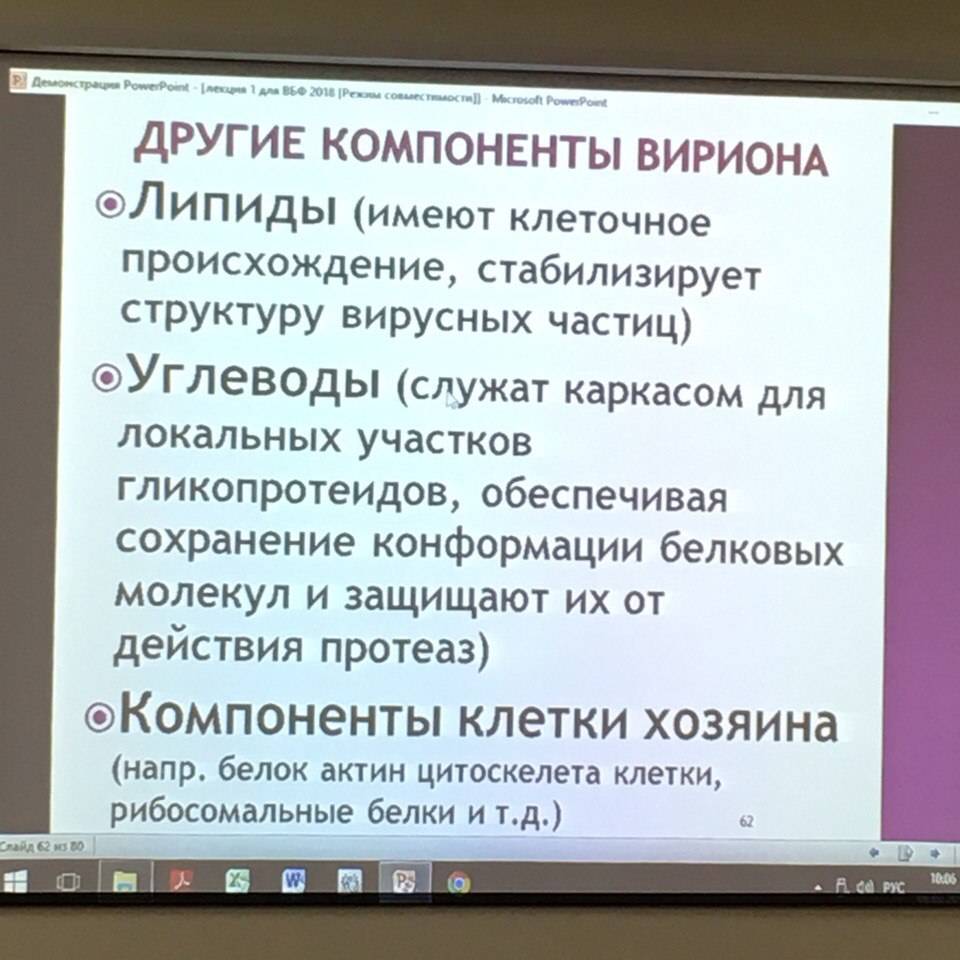 Демонстрация PowerPoint - [лекция 1 для ВБФ 2018 [Режим совместимости]] - Microsoft PowerPoint
ДРУГИЕ КОМПОНЕНТЫ ВИРИОНА
Липиды (имеют клеточное
происхождение, стабилизирует
структуру вирусных частиц)
Углеводы (служат каркасом для
локальных участков
гликопротеидов, обеспечивая
сохранение конформации белковых
молекул и защищают их от
действия протеаз)
Компоненты клетки хозяина
(напр. белок актин цитоскелета клетки,
рибосомальные белки и т.д.)
62
Слайд 62 из 80
РУС
10:06